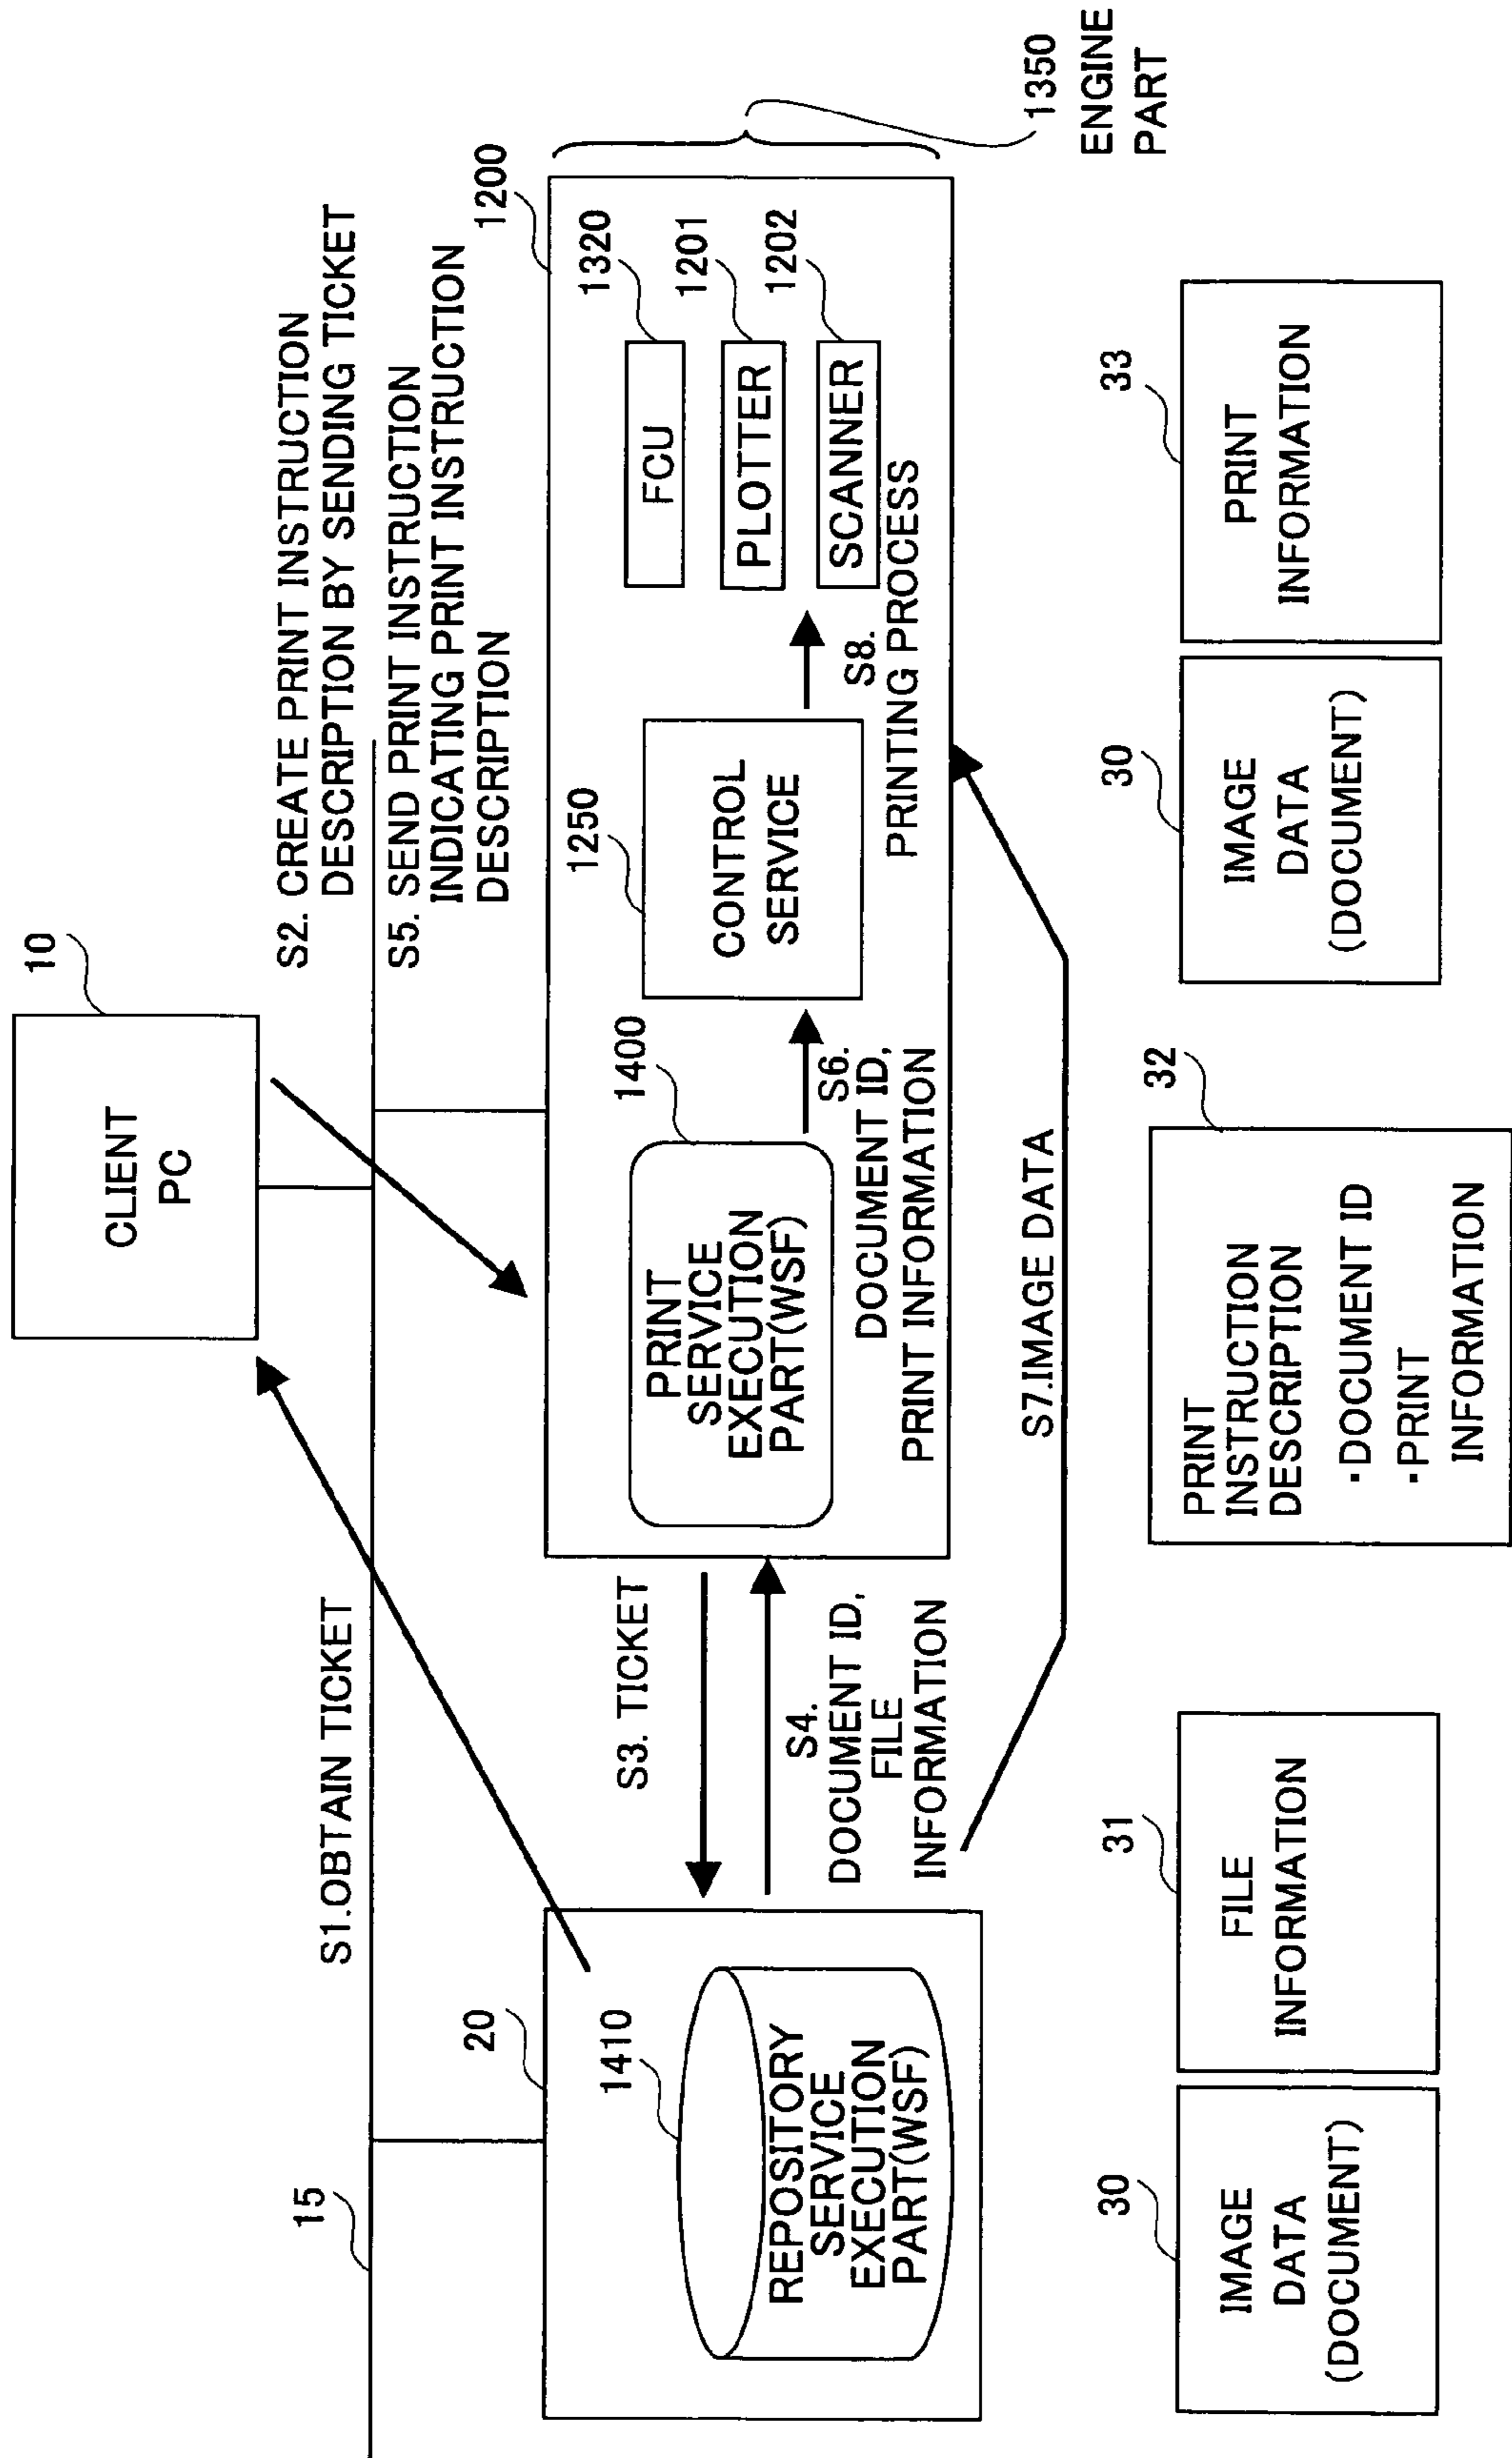 10
CLIENT
PC
15
S1.OBTAIN TICKET
S2. CREATE PRINT INSTRUCTION
DESCRIPTION BY SENDING TICKET
S5. SEND PRINT INSTRUCTION
INDICATING PRINT INSTRUCTION
DESCRIPTION
20
1410
REPOSITORY
SERVICE
EXECUTION
PART(WSF)
S3. TICKET
S4.
DOCUMENT ID,
FILE
INFORMATION
1200
1400
PRINT
SERVICE
EXECUTION
PART(WSF)
S6.
DOCUMENT ID,
PRINT INFORMATION
1250
CONTROL
SERVICE
S8.
PRINTING PROCESS
1320
FCU
1201
PLOTTER
1202
SCANNER
1350
ENGINE
PART
S7.IMAGE DATA
30
IMAGE
DATA
(DOCUMENT)
31
FILE
INFORMATION
32
PRINT
INSTRUCTION
DESCRIPTION
・DOCUMENT ID
・PRINT
INFORMATION
30
IMAGE
DATA
(DOCUMENT)
33
PRINT
INFORMATION